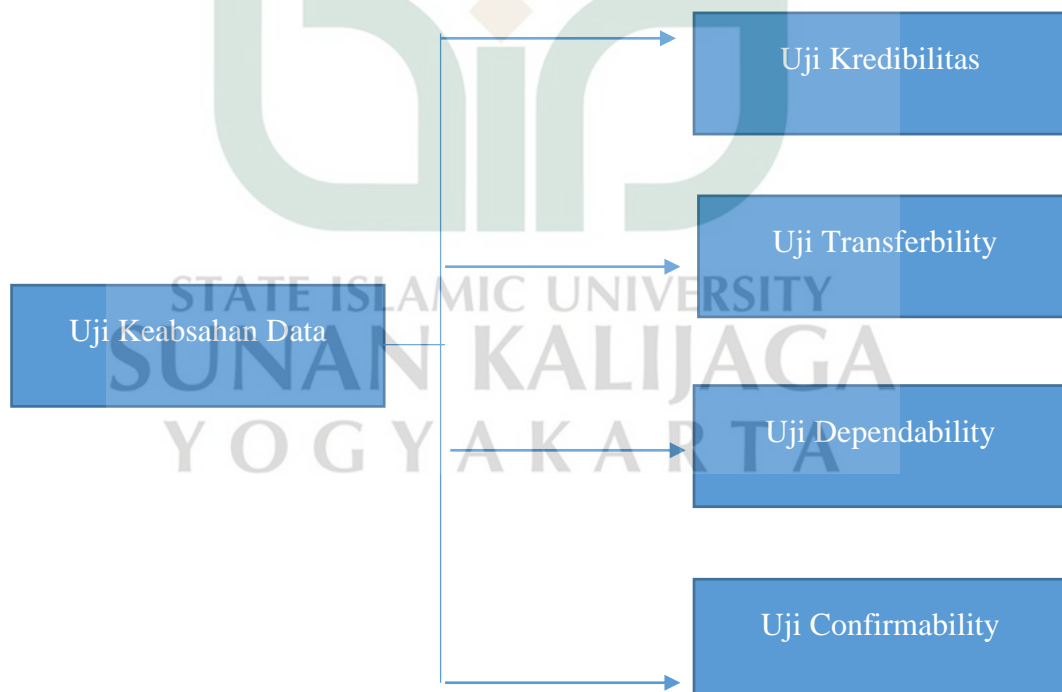 Uji Kredibilitas
Uji Transferbility
Uji Keabsahan Data
Uji Dependability
Uji Confirmability
STATE ISLAMIC UNIVERSITY
SUNAN KALIJAGA
YOGYAKARTA